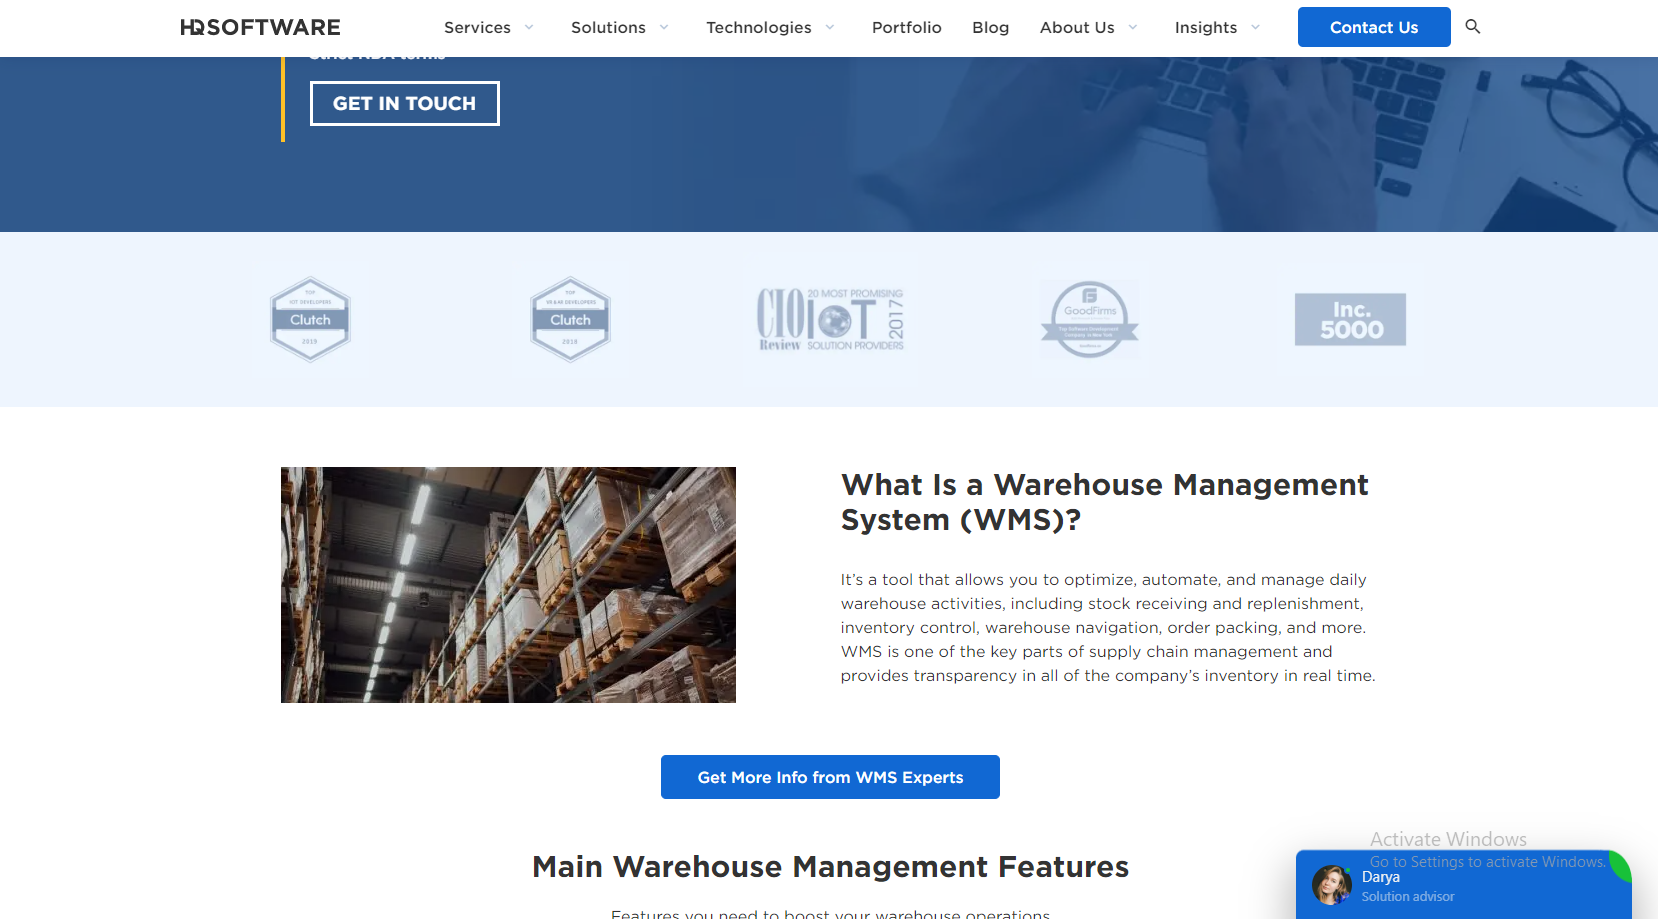 HQSOFTWARE
Services
Solutions
Technologies
Portfolio
Blog
About Us
Insights
Contact Us
Strict NDA terms
GET IN TOUCH
TOP
IOT DEVELOPERS
Clutch
2019
TOP
VR & AR DEVELOPERS
Clutch
2018
CIO
Review
20 MOST PROMISING
IoT
SOLUTION PROVIDERS
2017
GoodFirms
Top Software Development
Company in New York
Inc.
5000
What Is a Warehouse Management
System (WMS)?
It’s a tool that allows you to optimize, automate, and manage daily
warehouse activities, including stock receiving and replenishment,
inventory control, warehouse navigation, order packing, and more.
WMS is one of the key parts of supply chain management and
provides transparency in all of the company’s inventory in real time.
Get More Info from WMS Experts
Main Warehouse Management Features
Features you need to boost your warehouse operations
Activate Windows
Go to Settings to activate Windows.
Darya
Solution advisor